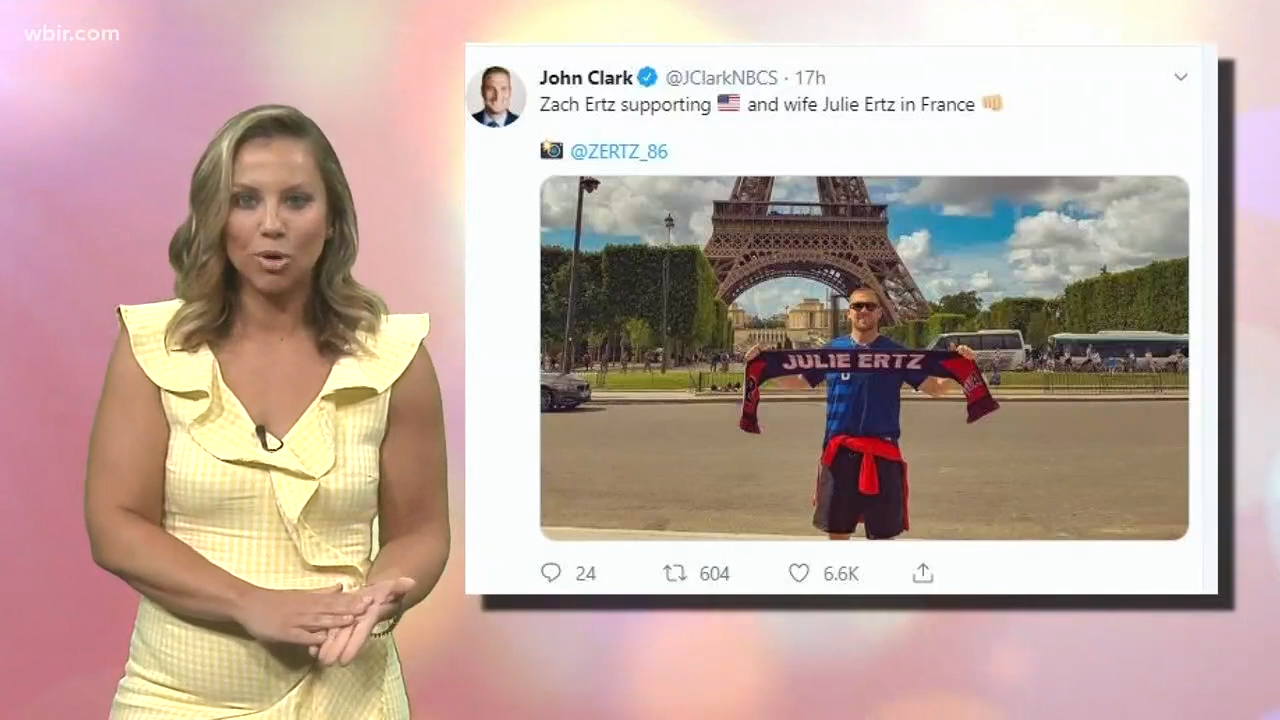 wbir.com
John Clark @JClarkNBCS · 17h
Zach Ertz supporting 🇺🇸 and wife Julie Ertz in France 👊🏼
📸 @ZERTZ_86
JULIE ERTZ
24 604 6.6K